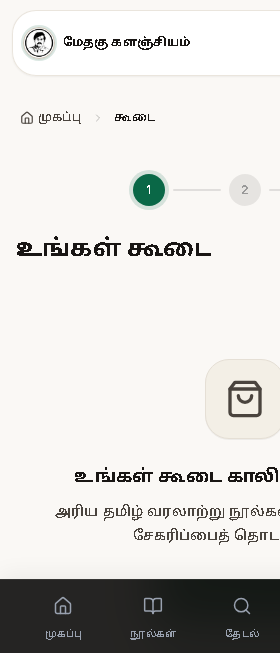 மேதகு களஞ்சியம்
முகப்பு
கூடை
1
2
உங்கள் கூடை
உங்கள் கூடை காலி
அரிய தமிழ் வரலாற்று
சேகரிப்பைத்
முகப்பு
நூல்கள்
தேடல்